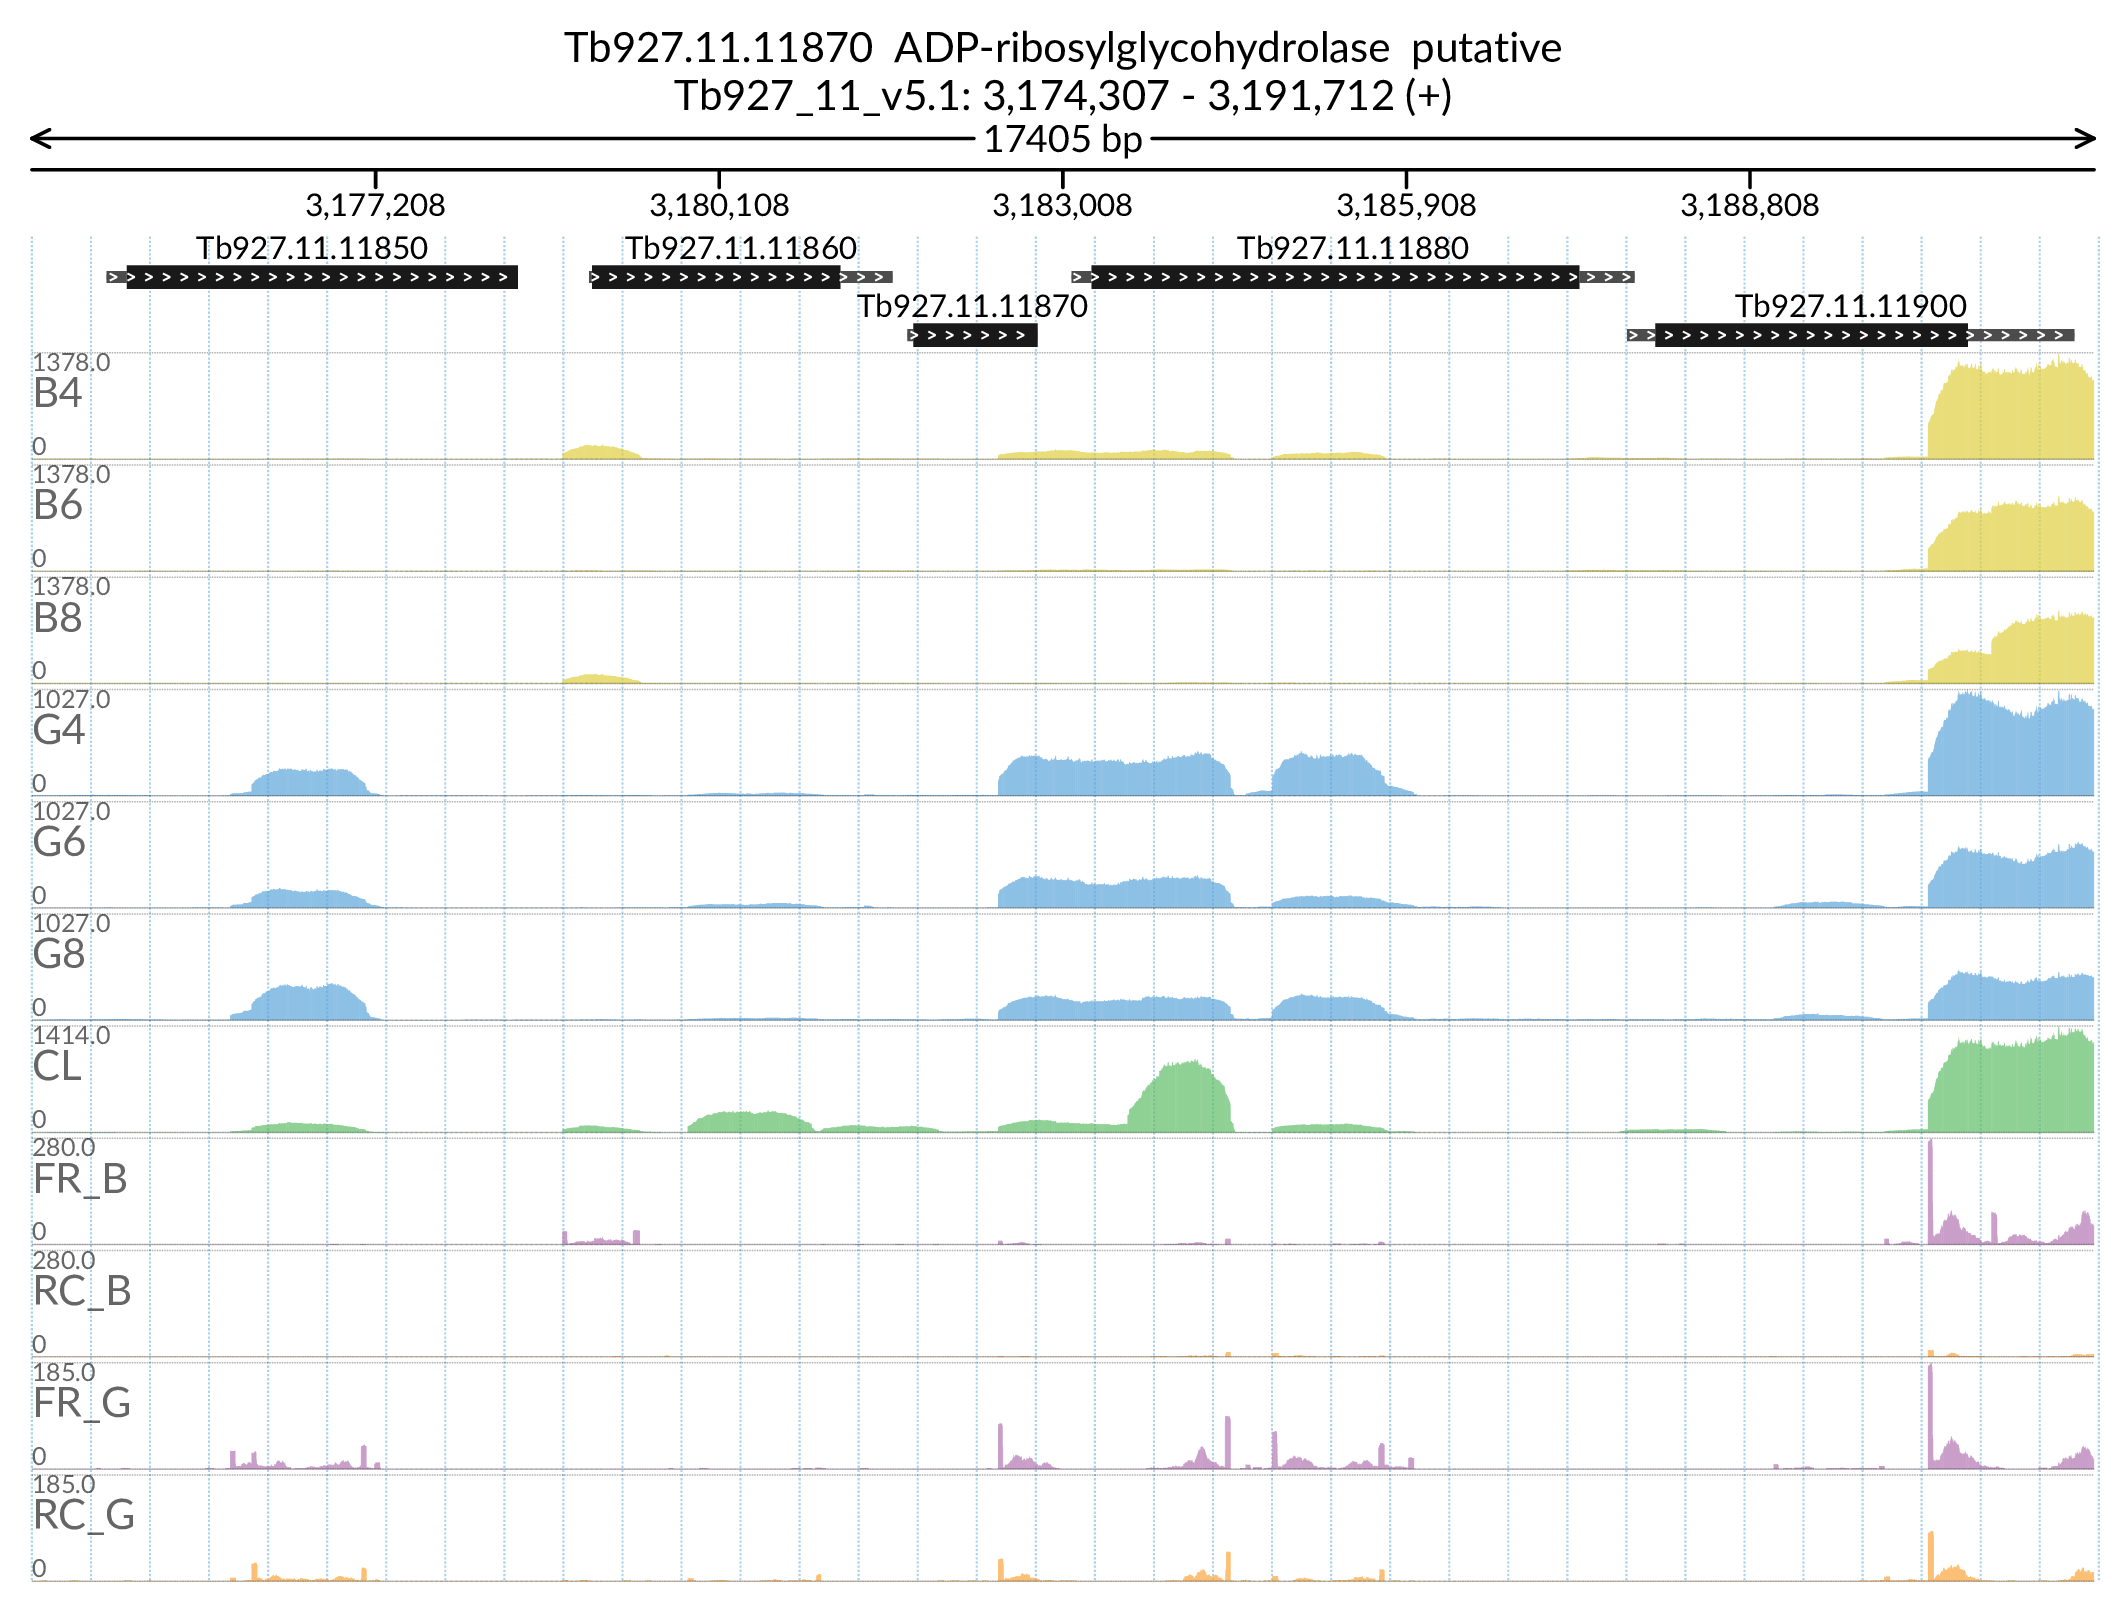 Tb927.11.11870  ADP-ribosylglycohydrolase  putative
Tb927_11_v5.1: 3,174,307 - 3,191,712 (+)
17405 bp
3,177,208 3,180,108 3,183,008 3,185,908 3,188,808
Tb927.11.11850 Tb927.11.11860 Tb927.11.11880
Tb927.11.11870 Tb927.11.11900
1378.0
B4
0
1378.0
B6
0
1378.0
B8
0
1027.0
G4
0
1027.0
G6
0
1027.0
G8
0
1414.0
CL
0
280.0
FR_B
0
280.0
RC_B
0
185.0
FR_G
0
185.0
RC_G
0